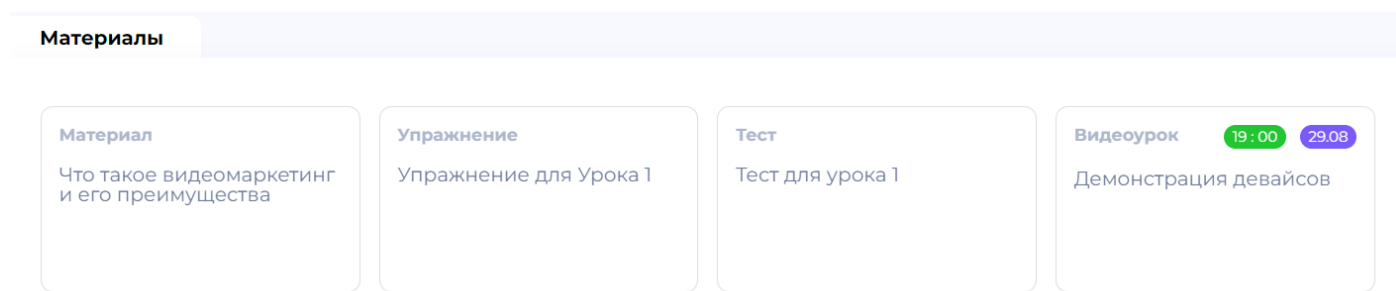 Материалы
Материал
Что такое видеомаркетинг
и его преимущества
Упражнение
Упражнение для Урока 1
Тест
Тест для урока 1
Видеоурок 19 : 00 29.08
Демонстрация девайсов